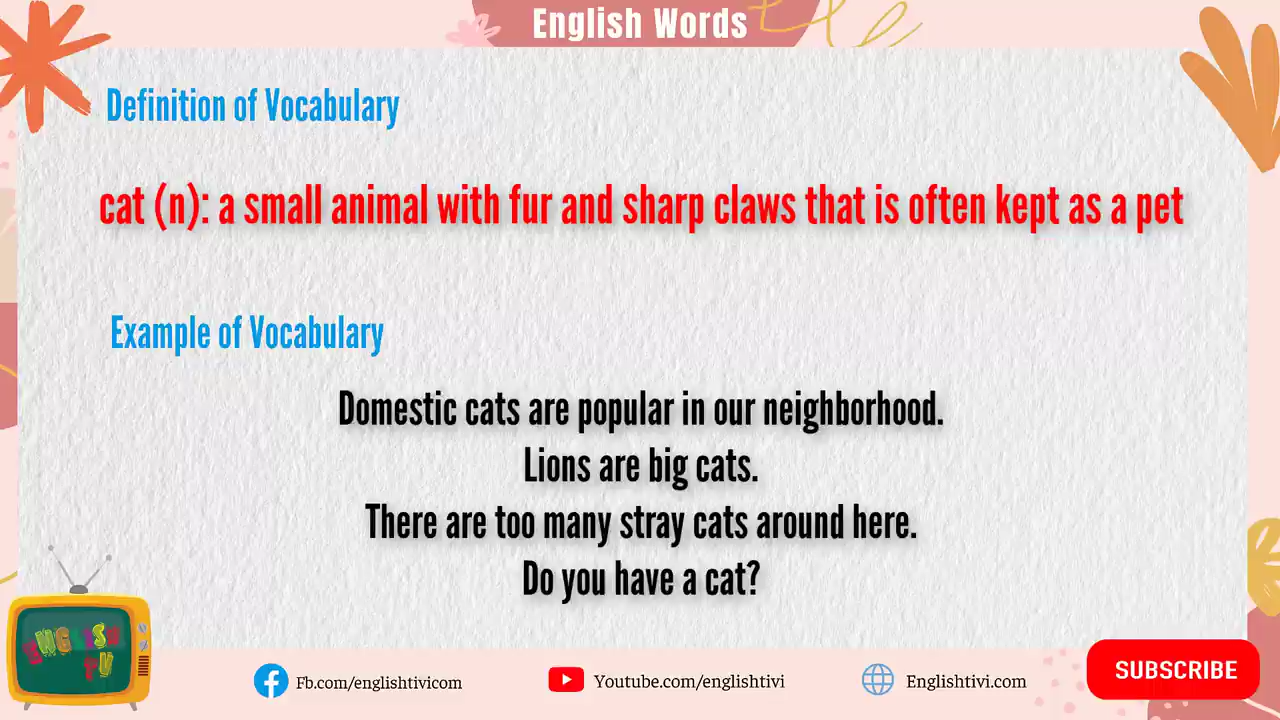 English Words
Definition of Vocabulary
cat (n): a small animal with fur and sharp claws that is often kept as a pet
Example of Vocabulary
Domestic cats are popular in our neighborhood.
Lions are big cats.
There are too many stray cats around here.
Do you have a cat?
ENGLISH
TV
Fb.com/englishtivicom
Youtube.com/englishtivi
Englishtivi.com
SUBSCRIBE